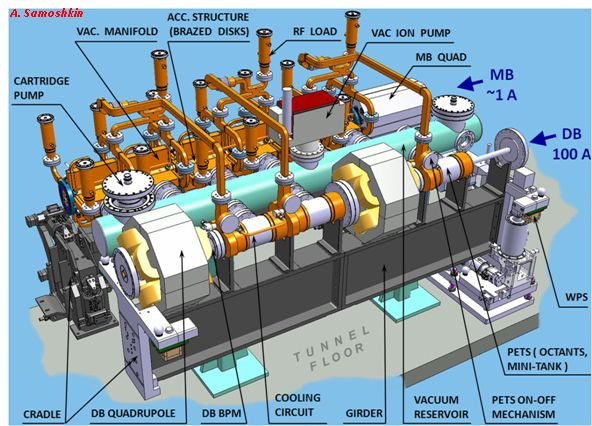 A. Samoshkin
ACC. STRUCTURE
(BRAZED DISKS)
VAC. MANIFOLD
RF LOAD
VAC ION PUMP
MB QUAD
CARTRIDGE
PUMP
MB
~1 A
DB
100 A
WPS
TUNNEL
FLOOR
PETS ( OCTANTS,
MINI-TANK )
CRADLE
DB QUADRUPOLE
DB BPM
COOLING
CIRCUIT
GIRDER
VACUUM
RESERVOIR
PETS ON-OFF
MECHANISM